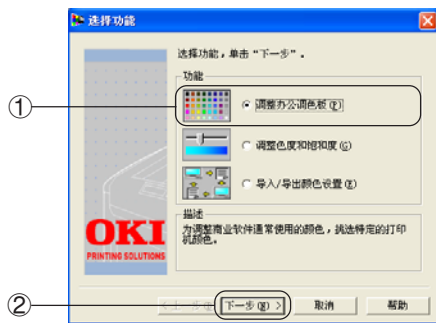 选择功能
选择功能，单击“下一步”.
功能
① 调整办公调色板(P)
调整色度和饱和度(G)
导入/导出颜色设置(I)
描述
为调整商业软件通常使用的颜色，挑选特定的打印
机颜色.
OKI
PRINTING SOLUTIONS
② <上一步(B) 下一步(N) > 取消 帮助